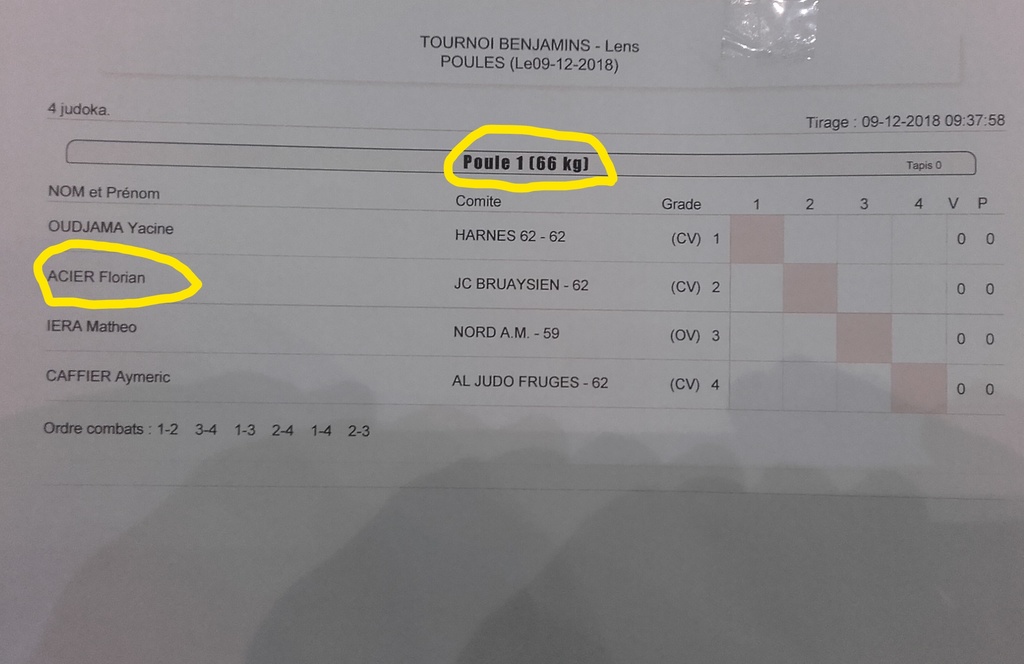 TOURNOI BENJAMINS - Lens
POULES (Le09-12-2018)
4 judoka.
Tirage : 09-12-2018 09:37:58
Poule 1 (66 kg) Tapis 0
NOM et Prénom Comite Grade 1 2 3 4 V P
OUDJAMA Yacine HARNES 62 - 62 (CV) 1 0 0
ACIER Florian JC BRUAYSIEN - 62 (CV) 2 0 0
IERA Matheo NORD A.M. - 59 (OV) 3 0 0
CAFFIER Aymeric AL JUDO FRUGES - 62 (CV) 4 0 0
Ordre combats : 1-2 3-4 1-3 2-4 1-4 2-3